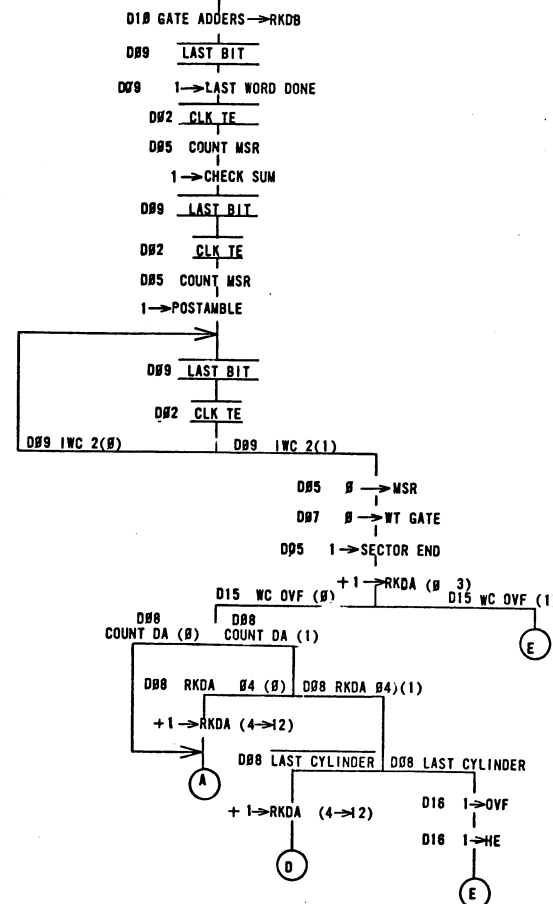 D10 GATE ADDERS→RKDB
D09 LAST BIT
D09 1→LAST WORD DONE
D02 CLK TE
D05 COUNT MSR
1→CHECK SUM
D09 LAST BIT
D02 CLK TE
D05 COUNT MSR
1→POSTAMBLE
D09 LAST BIT
D02 CLK TE
D09 IWC 2(0) D09 IWC 2(1)
D05 0→MSR
D07 0→WT GATE
D05 1→SECTOR END
+1→RKDA (0 3)
D15 WC OVF (0) D15 WC OVF (1
E
D08 D08
COUNT DA (0) COUNT DA (1)
D08 RKDA 04 (0) D08 RKDA 04)(1)
+1→RKDA (4→12)
A
D08 LAST CYLINDER D08 LAST CYLINDER
+ 1→RKDA (4→12)
D16 1→OVF
D16 1→HE
D
E